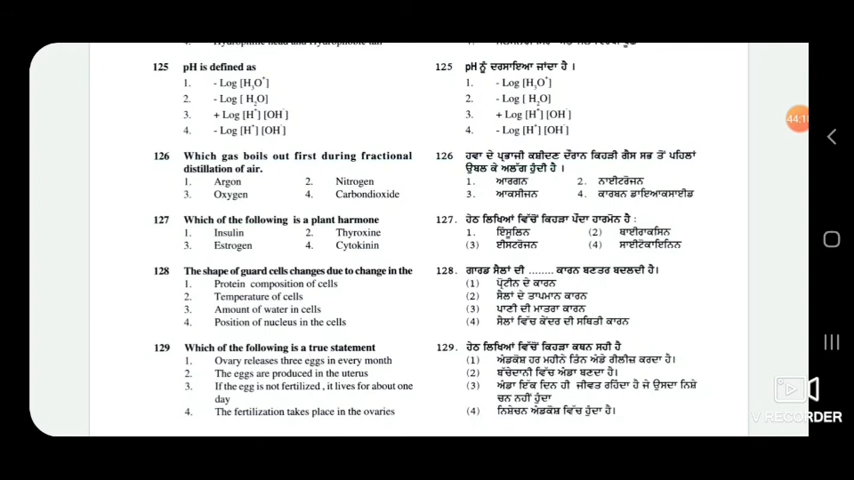 125 pH is defined as
1. - Log [H3O+]
2. - Log [ H2O]
3. + Log [H+] [OH-]
4. - Log [H+] [OH-]
126 Which gas boils out first during fractional
distillation of air.
1. Argon 2. Nitrogen
3. Oxygen 4. Carbondioxide
127 Which of the following is a plant harmone
1. Insulin 2. Thyroxine
3. Estrogen 4. Cytokinin
128 The shape of guard cells changes due to change in the
1. Protein composition of cells
2. Temperature of cells
3. Amount of water in cells
4. Position of nucleus in the cells
129 Which of the following is a true statement
1. Ovary releases three eggs in every month
2. The eggs are produced in the uterus
3. If the egg is not fertilized , it lives for about one
day
4. The fertilization takes place in the ovaries
125 pH ਨੂੰ ਦਰਸਾਇਆ ਜਾਂਦਾ ਹੈ ।
1. - Log [H3O+]
2. - Log [ H2O]
3. + Log [H+] [OH-]
4. - Log [H+] [OH-]
126 ਹਵਾ ਦੇ ਪ੍ਰਭਾਜੀ ਕਸ਼ੀਦਣ ਦੌਰਾਨ ਕਿਹੜੀ ਗੈਸ ਸਭ ਤੋਂ ਪਹਿਲਾਂ
ਉਬਲ ਕੇ ਅਲੱਗ ਹੁੰਦੀ ਹੈ ।
1. ਆਰਗਨ 2. ਨਾਈਟਰੋਜਨ
3. ਆਕਸੀਜਨ 4. ਕਾਰਬਨ ਡਾਇਆਕਸਾਈਡ
127. ਹੇਠ ਲਿਖਿਆਂ ਵਿੱਚੋਂ ਕਿਹੜਾ ਪੌਦਾ ਹਾਰਮੋਨ ਹੈ :
1. ਇੰਸੂਲਿਨ (2) ਥਾਈਰਾਕਸਿਨ
(3) ਈਸਟਰੋਜਨ (4) ਸਾਈਟੋਕਾਇਨਿਨ
128. ਗਾਰਡ ਸੈਲਾਂ ਦੀ ........ ਕਾਰਨ ਬਣਤਰ ਬਦਲਦੀ ਹੈ।
(1) ਪ੍ਰੋਟੀਨ ਦੇ ਕਾਰਨ
(2) ਸੈਲਾਂ ਦੇ ਤਾਪਮਾਨ ਕਾਰਨ
(3) ਪਾਣੀ ਦੀ ਮਾਤਰਾ ਕਾਰਨ
(4) ਸੈਲਾਂ ਵਿੱਚ ਕੇਂਦਰ ਦੀ ਸਥਿਤੀ ਕਾਰਨ
129. ਹੇਠ ਲਿਖਿਆਂ ਵਿੱਚੋਂ ਕਿਹੜਾ ਕਥਨ ਸਹੀ ਹੈ
(1) ਅੰਡਕੋਸ਼ ਹਰ ਮਹੀਨੇ ਤਿੰਨ ਅੰਡੇ ਰੀਲੀਜ਼ ਕਰਦਾ ਹੈ।
(2) ਬੱਚੇਦਾਨੀ ਵਿੱਚ ਅੰਡਾ ਬਣਦਾ ਹੈ।
(3) ਅੰਡਾ ਇੱਕ ਦਿਨ ਹੀ ਜੀਵਤ ਰਹਿੰਦਾ ਹੈ ਜੇ ਉਸਦਾ ਨਿਸ਼ੇ
ਚਨ ਨਹੀਂ ਹੁੰਦਾ
(4) ਨਿਸ਼ੇਚਨ ਅੰਡਕੋਸ਼ ਵਿੱਚ ਹੁੰਦਾ ਹੈ।
V RECORDER